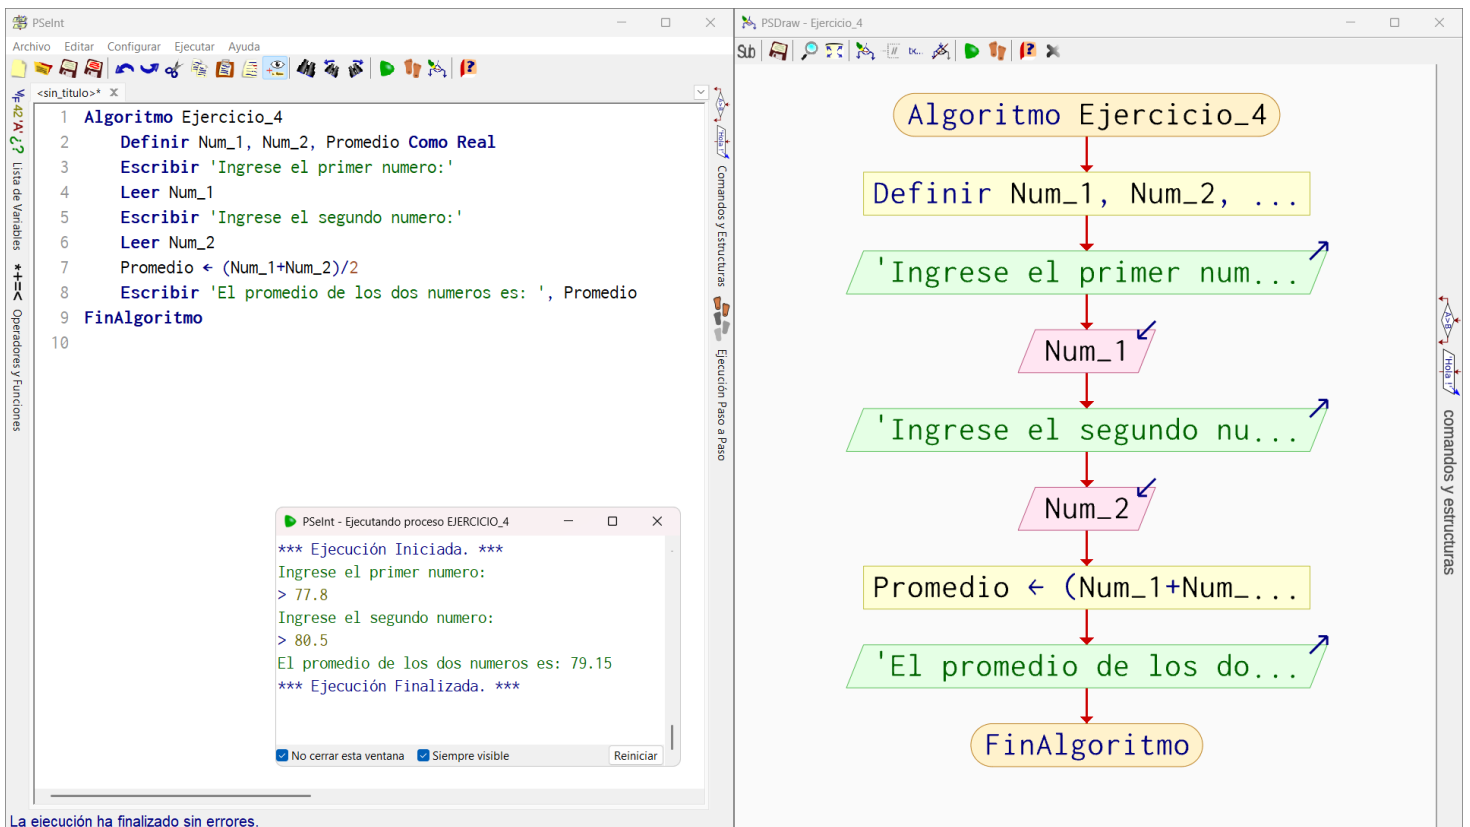 PSeInt
Archivo Editar Configurar Ejecutar Ayuda
<sin_titulo>* X
1 Algoritmo Ejercicio_4
2 Definir Num_1, Num_2, Promedio Como Real
3 Escribir 'Ingrese el primer numero:'
4 Leer Num_1
5 Escribir 'Ingrese el segundo numero:'
6 Leer Num_2
7 Promedio ← (Num_1+Num_2)/2
8 Escribir 'El promedio de los dos numeros es: ', Promedio
9 FinAlgoritmo
10
Lista de Variables
*+=< Operadores y Funciones
Comandos y Estructuras
Ejecución Paso a Paso
PSeInt - Ejecutando proceso EJERCICIO_4
*** Ejecución Iniciada. ***
Ingrese el primer numero:
> 77.8
Ingrese el segundo numero:
> 80.5
El promedio de los dos numeros es: 79.15
*** Ejecución Finalizada. ***
No cerrar esta ventana Siempre visible Reiniciar
La ejecución ha finalizado sin errores.
PSDraw - Ejercicio_4
Sub
Algoritmo Ejercicio_4
Definir Num_1, Num_2, ...
'Ingrese el primer num...
Num_1
'Ingrese el segundo nu...
Num_2
Promedio ← (Num_1+Num_...
'El promedio de los do...
FinAlgoritmo
A>B
'Hola !'
comandos y estructuras